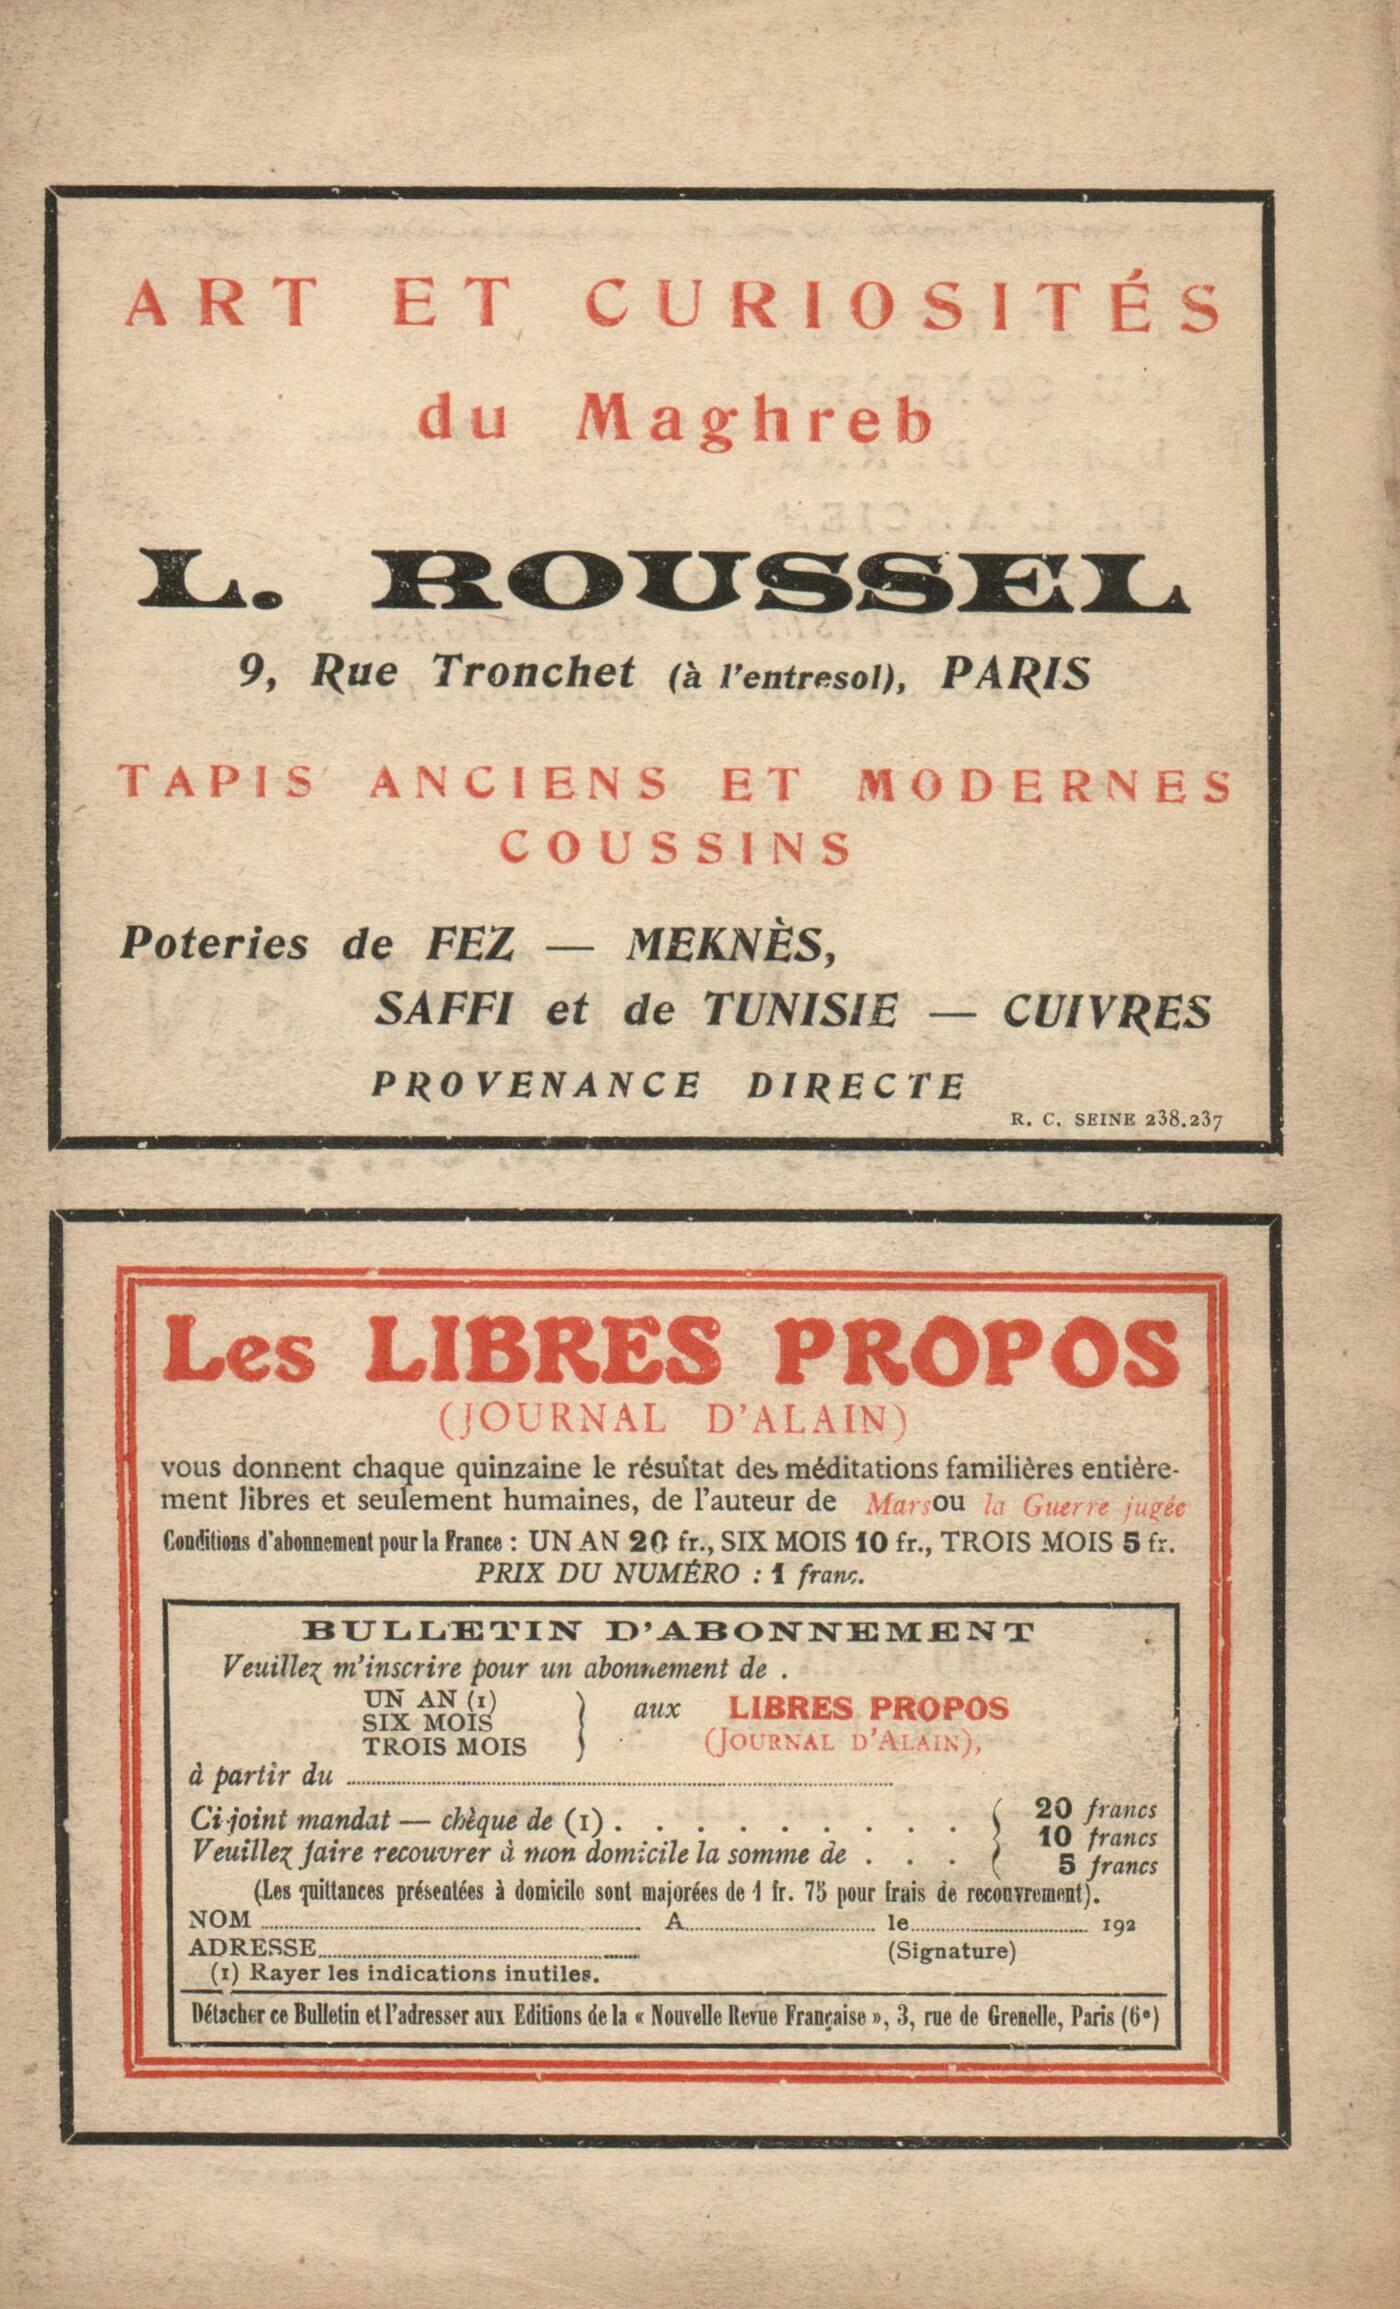 ART ET CURIOSITÉS
du Maghreb
L. ROUSSEL
9, Rue Tronchet (à l'entresol), PARIS
TAPIS ANCIENS ET MODERNES
COUSSINS
Poteries de FEZ — MEKNÈS,
SAFFI et de TUNISIE — CUIVRES
PROVENANCE DIRECTE
R. C. SEINE 238.237
Les LIBRES PROPOS
(JOURNAL D'ALAIN)
vous donnent chaque quinzaine le résultat des méditations familières entière-
ment libres et seulement humaines, de l'auteur de Mars ou la Guerre jugée
Conditions d'abonnement pour la France : UN AN 20 fr., SIX MOIS 10 fr., TROIS MOIS 5 fr.
PRIX DU NUMÉRO : 1 franc.
BULLETIN D'ABONNEMENT
Veuillez m'inscrire pour un abonnement de .
UN AN (1)
SIX MOIS
TROIS MOIS
} aux LIBRES PROPOS
(JOURNAL D'ALAIN),
à partir du ....................
Ci-joint mandat — chèque de (1) . . . . . . . . .
Veuillez faire recouvrer à mon domicile la somme de . . .
{ 20 francs
10 francs
5 francs
(Les quittances présentées à domicile sont majorées de 1 fr. 75 pour frais de recouvrement).
NOM .................... A.................... le.................... 192
ADRESSE.................... (Signature)
(1) Rayer les indications inutiles.
Détacher ce Bulletin et l'adresser aux Editions de la « Nouvelle Revue Française », 3, rue de Grenelle, Paris (6e)